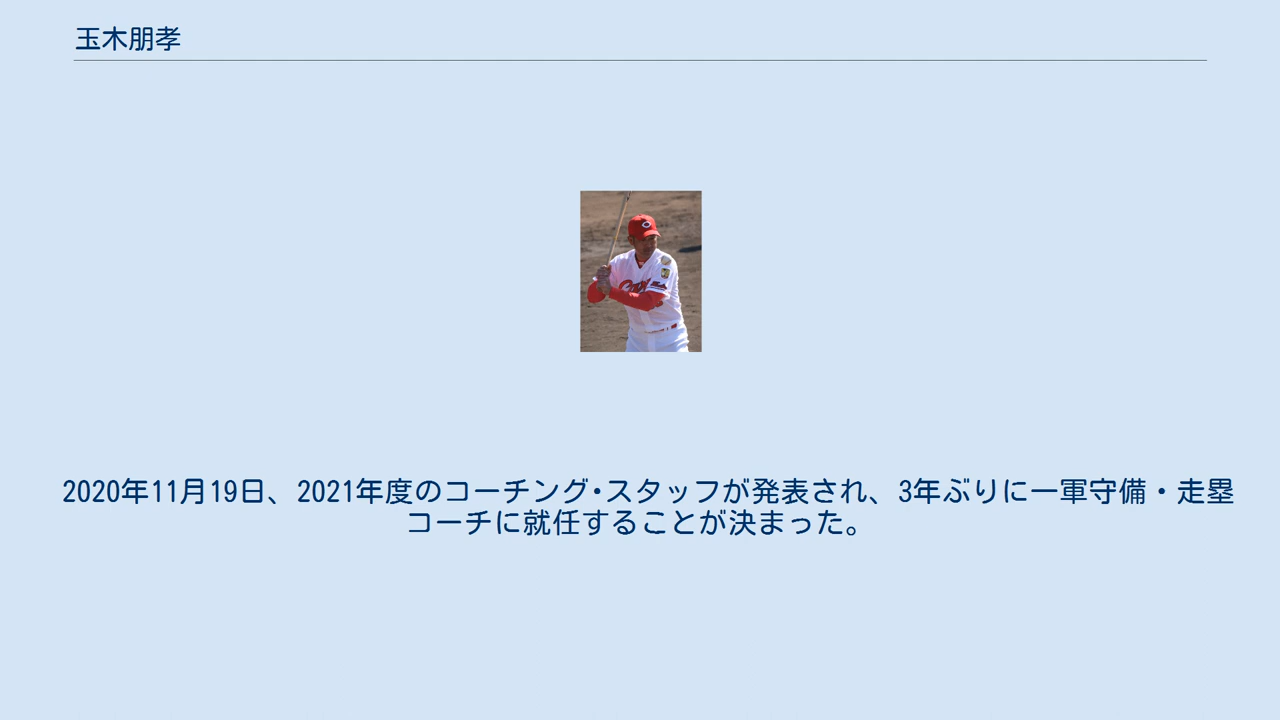 玉木朋孝
2020年11月19日、2021年度のコーチング･スタッフが発表され、3年ぶりに一軍守備・走塁
コーチに就任することが決まった。